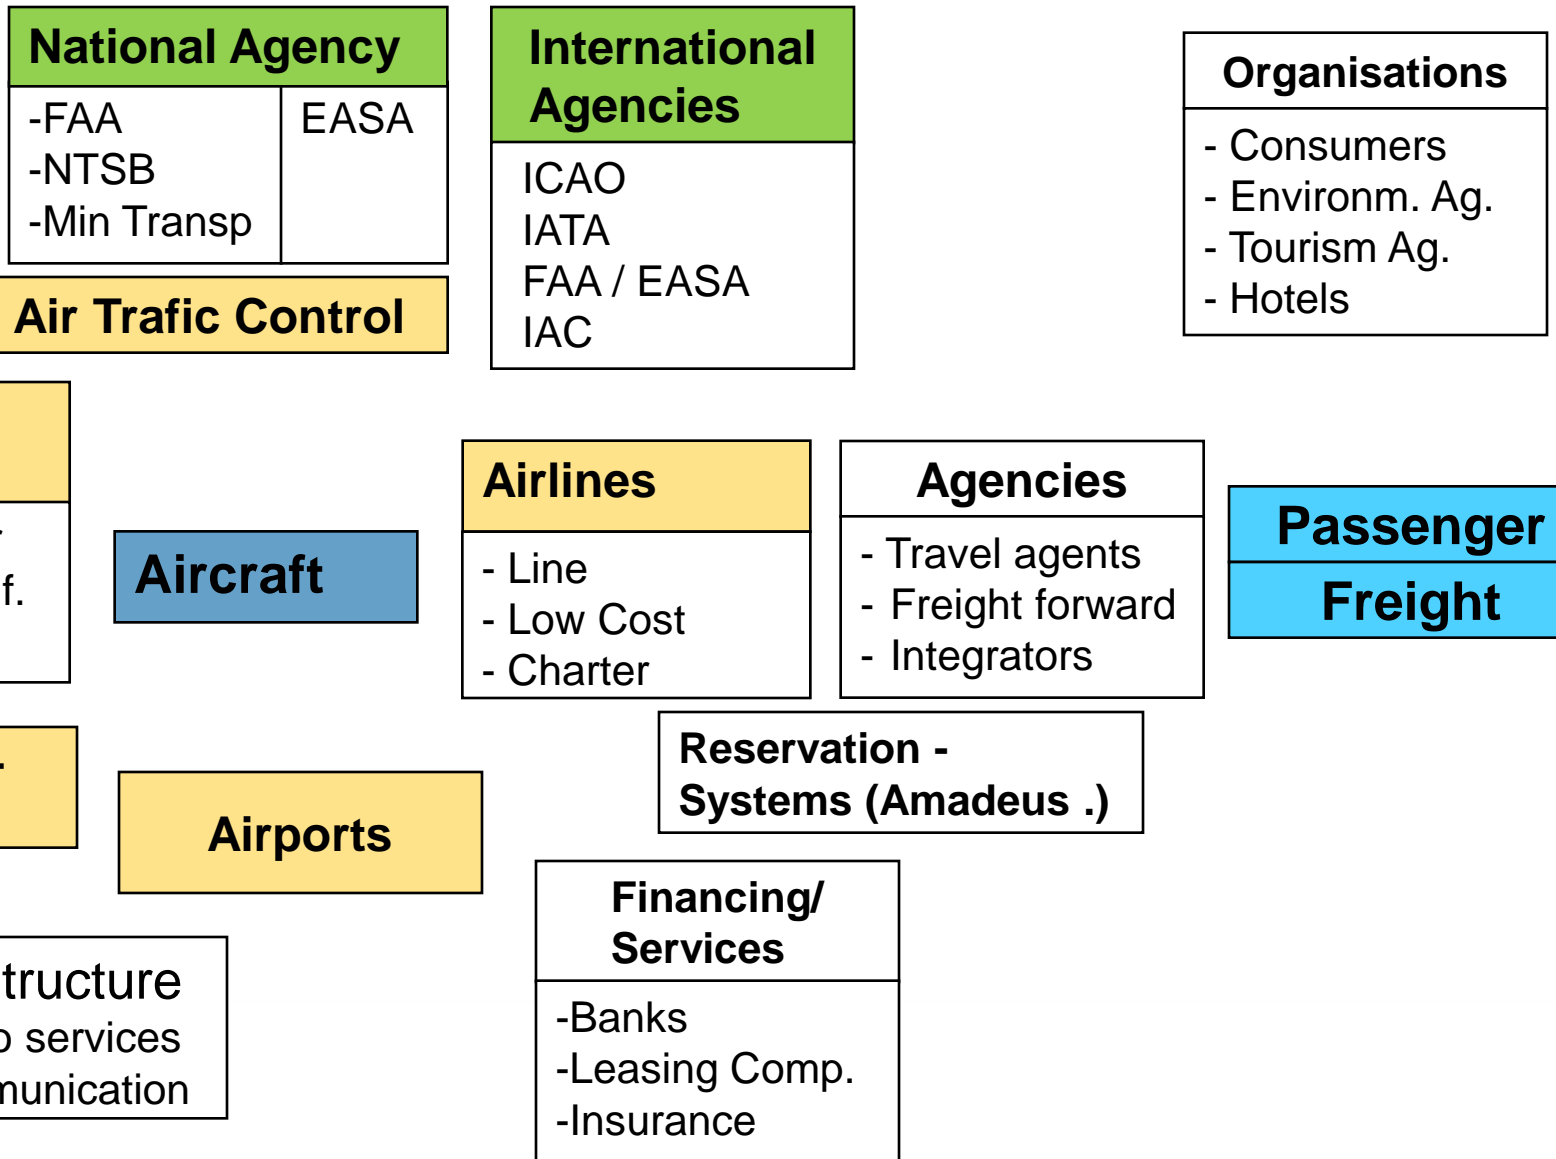 National Agency
-FAA
-NTSB
-Min Transp
EASA
International
Agencies
ICAO
IATA
FAA / EASA
IAC
Organisations
- Consumers
- Environm. Ag.
- Tourism Ag.
- Hotels
Air Trafic Control
f.
Aircraft
Airlines
- Line
- Low Cost
- Charter
Agencies
- Travel agents
- Freight forward
- Integrators
Passenger
Freight
Reservation -
Systems (Amadeus .)
Airports
Financing/
Services
-Banks
-Leasing Comp.
-Insurance
tructure
services
munication